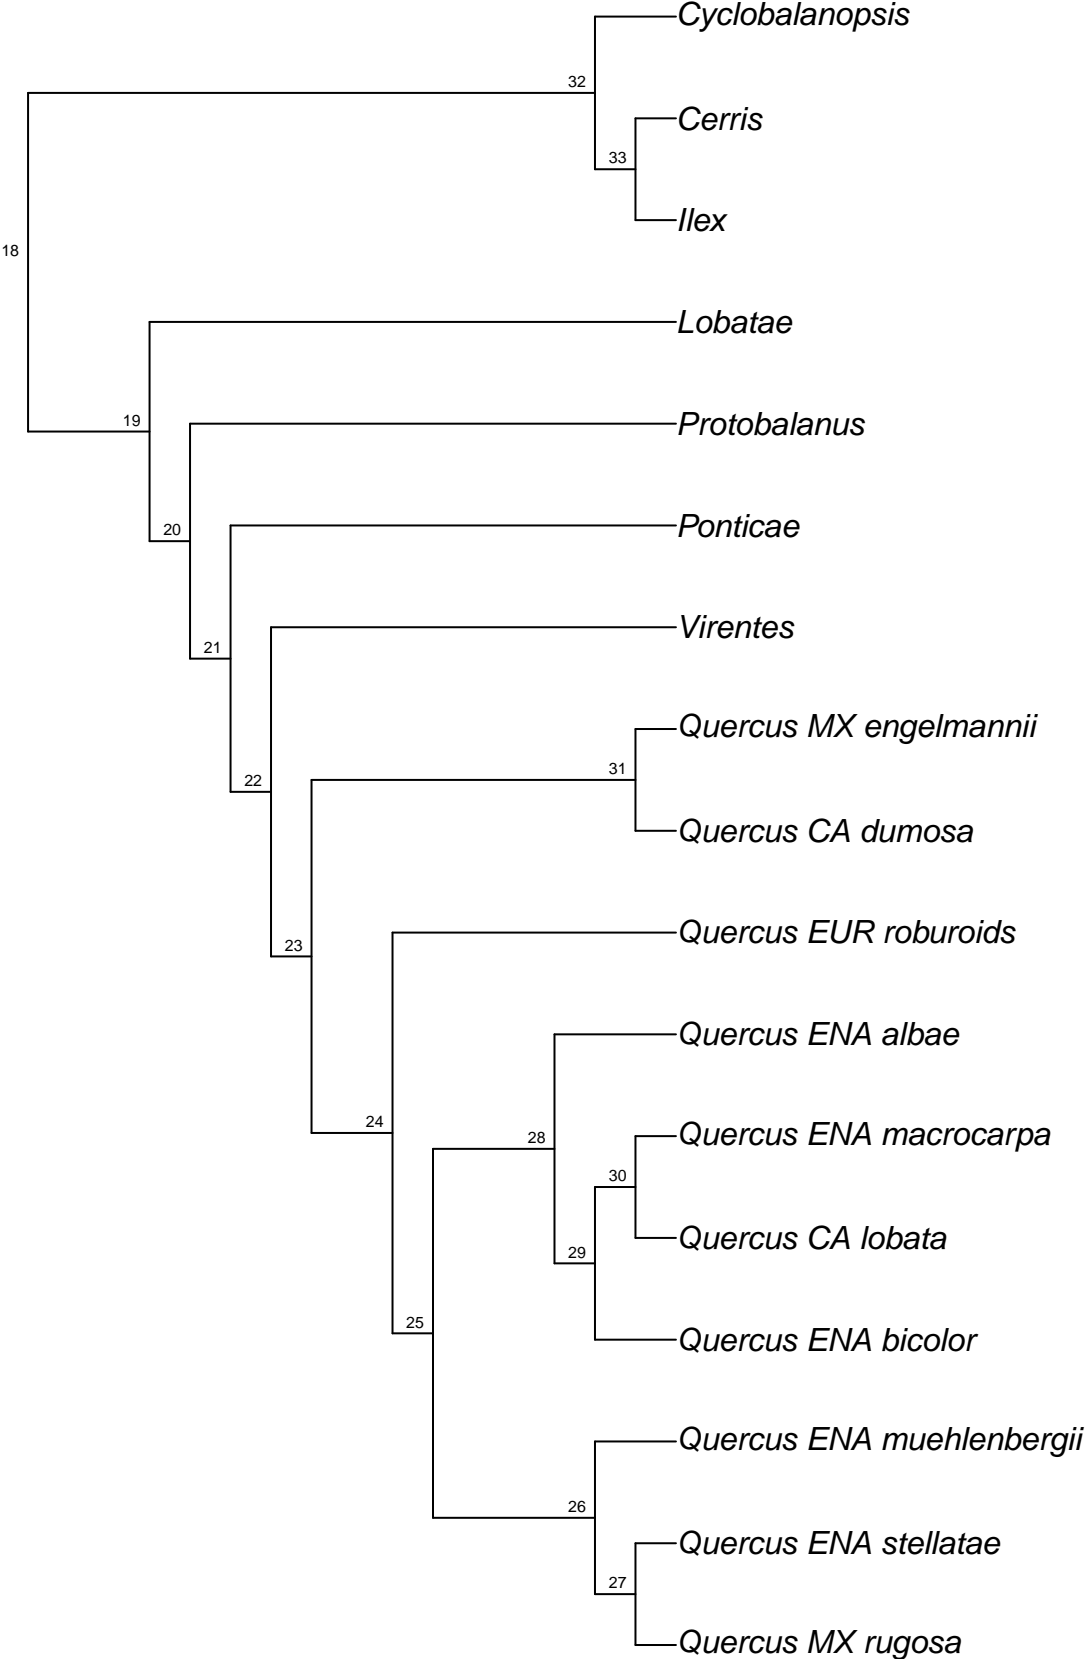 Cyclobalanopsis
32
Cerris
33
Ilex
18
Lobatae
19
Protobalanus
20
Ponticae
21
Virentes
Quercus MX engelmannii
31
22
Quercus CA dumosa
Quercus EUR roburoids
23
Quercus ENA albae
24
28
Quercus ENA macrocarpa
30
Quercus CA lobata
29
25
Quercus ENA bicolor
Quercus ENA muehlenbergii
26
Quercus ENA stellatae
27
Quercus MX rugosa